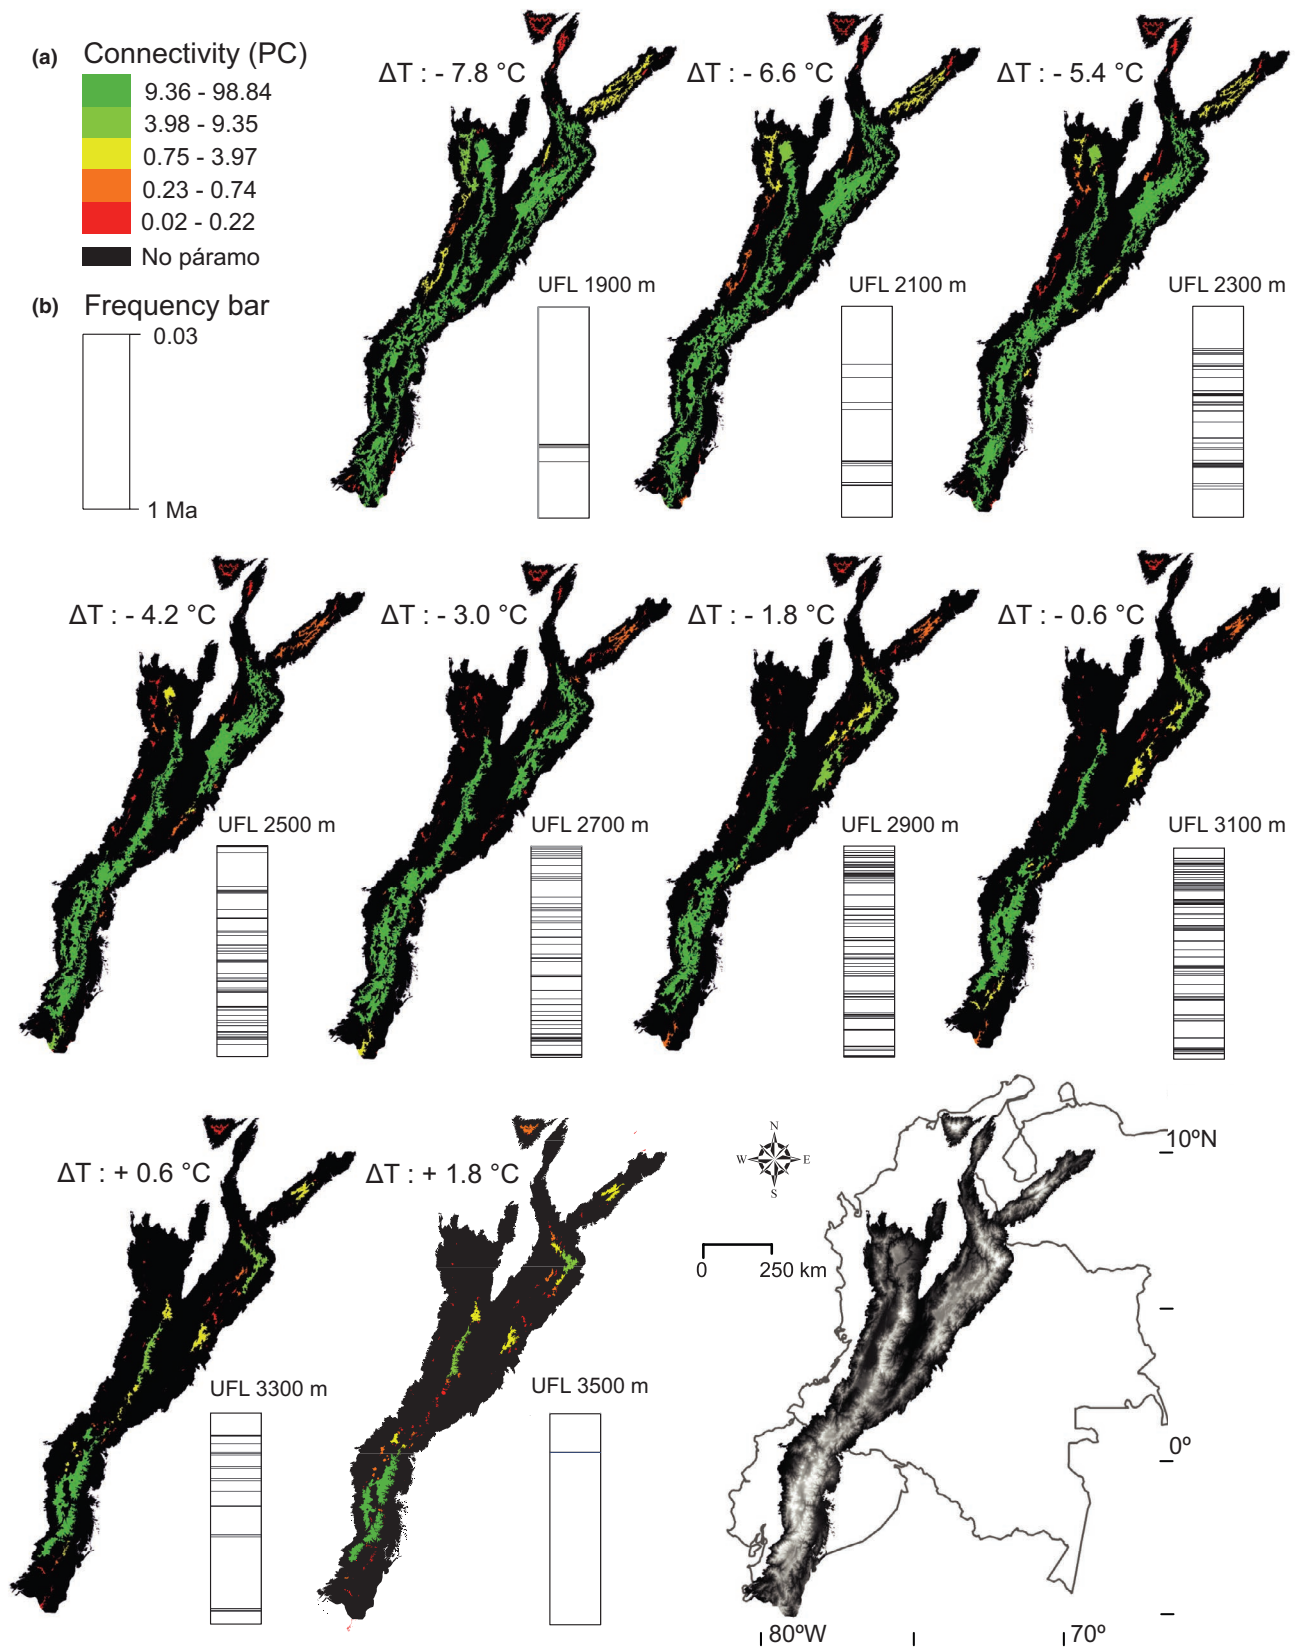 (a) Connectivity (PC)
9.36 - 98.84
3.98 - 9.35
0.75 - 3.97
0.23 - 0.74
0.02 - 0.22
No páramo
(b) Frequency bar
0.03
1 Ma
ΔT : - 7.8 °C
ΔT : - 6.6 °C
ΔT : - 5.4 °C
UFL 1900 m
UFL 2100 m
UFL 2300 m
ΔT : - 4.2 °C
ΔT : - 3.0 °C
ΔT : - 1.8 °C
ΔT : - 0.6 °C
UFL 2500 m
UFL 2700 m
UFL 2900 m
UFL 3100 m
ΔT : + 0.6 °C
ΔT : + 1.8 °C
UFL 3300 m
UFL 3500 m
N
W E
S
0 250 km
10ºN
0º
80ºW
70º